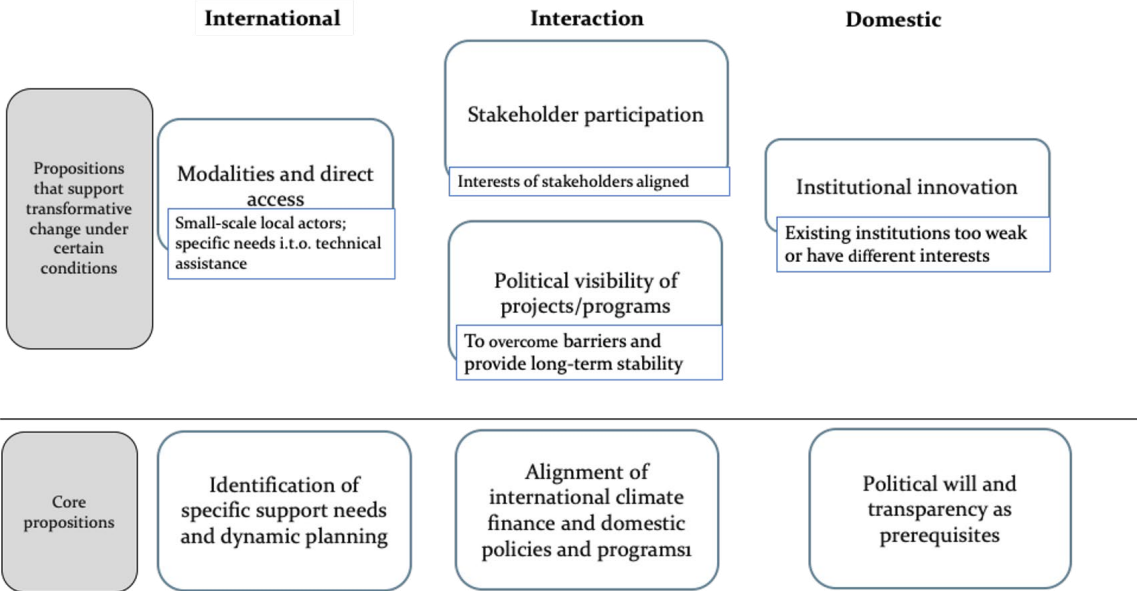 International
Interaction
Domestic
Propositions
that support
transformative
change under
certain
conditions
Modalities and direct
access
Small-scale local actors;
specific needs i.t.o. technical
assistance
Stakeholder participation
Interests of stakeholders aligned
Political visibility of
projects/programs
To overcome barriers and
provide long-term stability
Institutional innovation
Existing institutions too weak
or have different interests
Core
propositions
Identification of
specific support needs
and dynamic planning
Alignment of
international climate
finance and domestic
policies and programs1
Political will and
transparency as
prerequisites